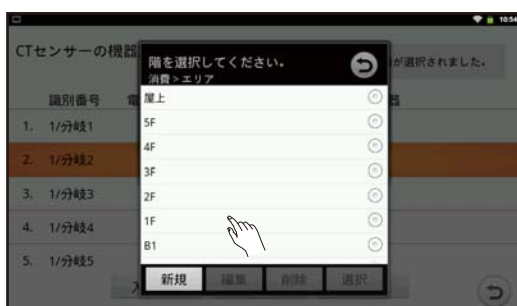 10:54
CTセンサーの機器
が選択されました。
階を選択してください。
消費＞エリア
識別番号
電
器
屋上
5F
4F
3F
2F
1F
B1
1. 1/分岐1
2. 1/分岐2
3. 1/分岐3
4. 1/分岐4
5. 1/分岐5
新規
編集
削除
選択